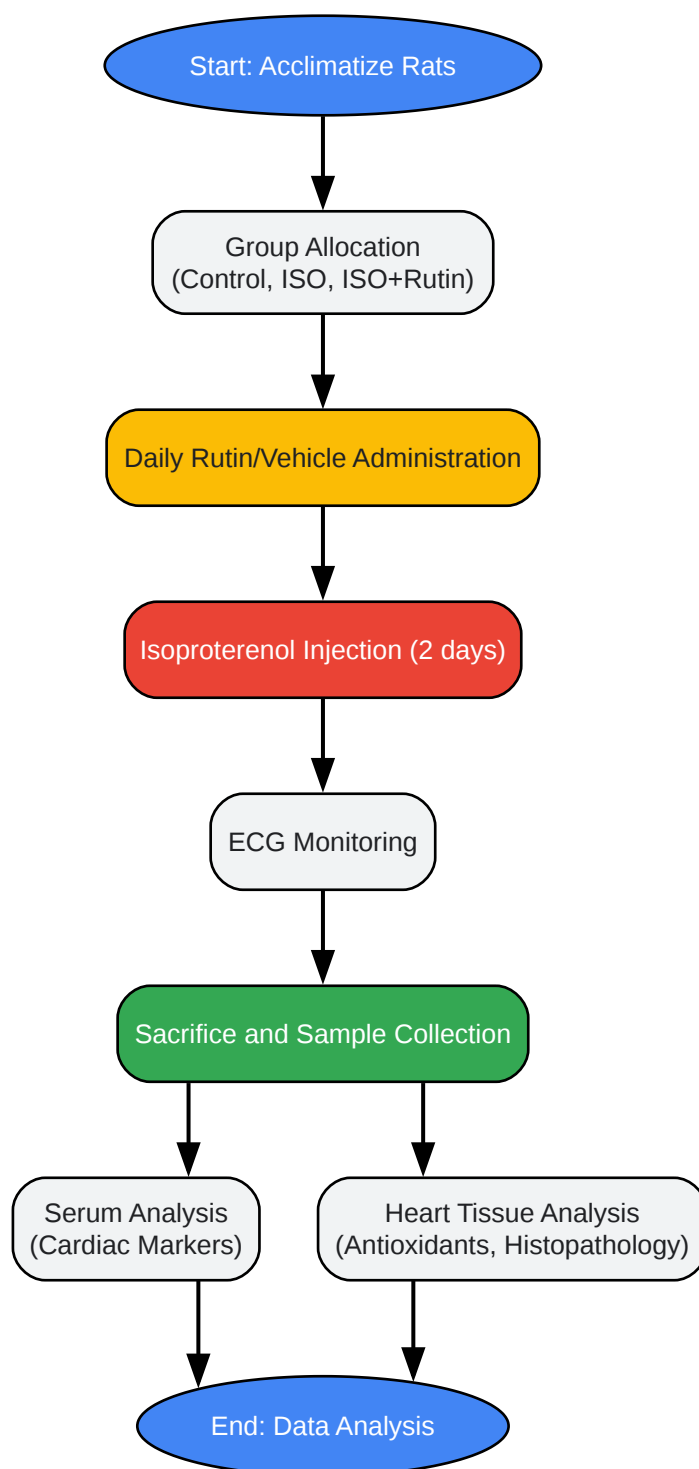 Start: Acclimatize Rats
Group Allocation
(Control, ISO, ISO+Rutin)
Daily Rutin/Vehicle Administration
Isoproterenol Injection (2 days)
ECG Monitoring
Sacrifice and Sample Collection
Serum Analysis
(Cardiac Markers)
Heart Tissue Analysis
(Antioxidants, Histopathology)
End: Data Analysis